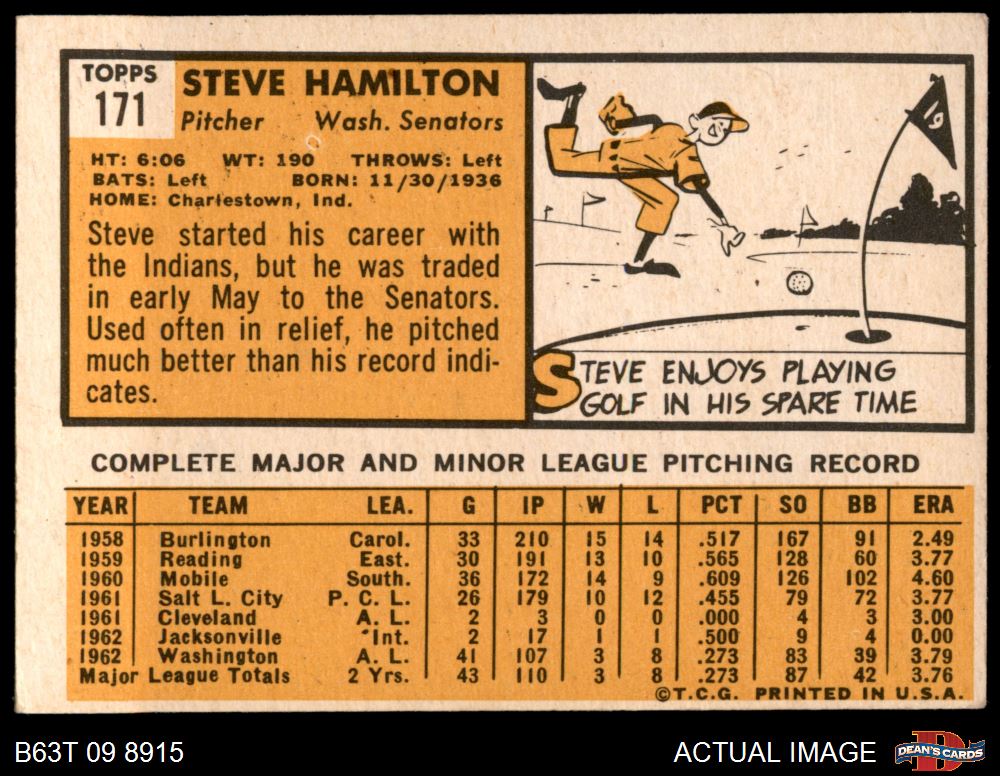 TOPPS
171
STEVE HAMILTON
Pitcher Wash. Senators
HT: 6:06 WT: 190 THROWS: Left
BATS: Left BORN: 11/30/1936
HOME: Charlestown, Ind.
Steve started his career with
the Indians, but he was traded
in early May to the Senators.
Used often in relief, he pitched
much better than his record indi-
cates.
19
STEVE ENJOYS PLAYING
GOLF IN HIS SPARE TIME
COMPLETE MAJOR AND MINOR LEAGUE PITCHING RECORD
YEAR TEAM LEA. G IP W L PCT SO BB ERA
1958 Burlington Carol. 33 210 15 14 .517 167 91 2.49
1959 Reading East. 30 191 13 10 .565 128 60 3.77
1960 Mobile South. 36 172 14 9 .609 126 102 4.60
1961 Salt L. City P. C. L. 26 179 10 12 .455 79 72 3.77
1961 Cleveland A. L. 2 3 0 0 .000 4 3 3.00
1962 Jacksonville Int. 2 17 1 1 .500 9 4 0.00
1962 Washington A. L. 41 107 3 8 .273 83 39 3.79
Major League Totals 2 Yrs. 43 110 3 8 .273 87 42 3.76
©T.C.G. PRINTED IN U.S.A.
B63T 09 8915
ACTUAL IMAGE
DEAN'S CARDS